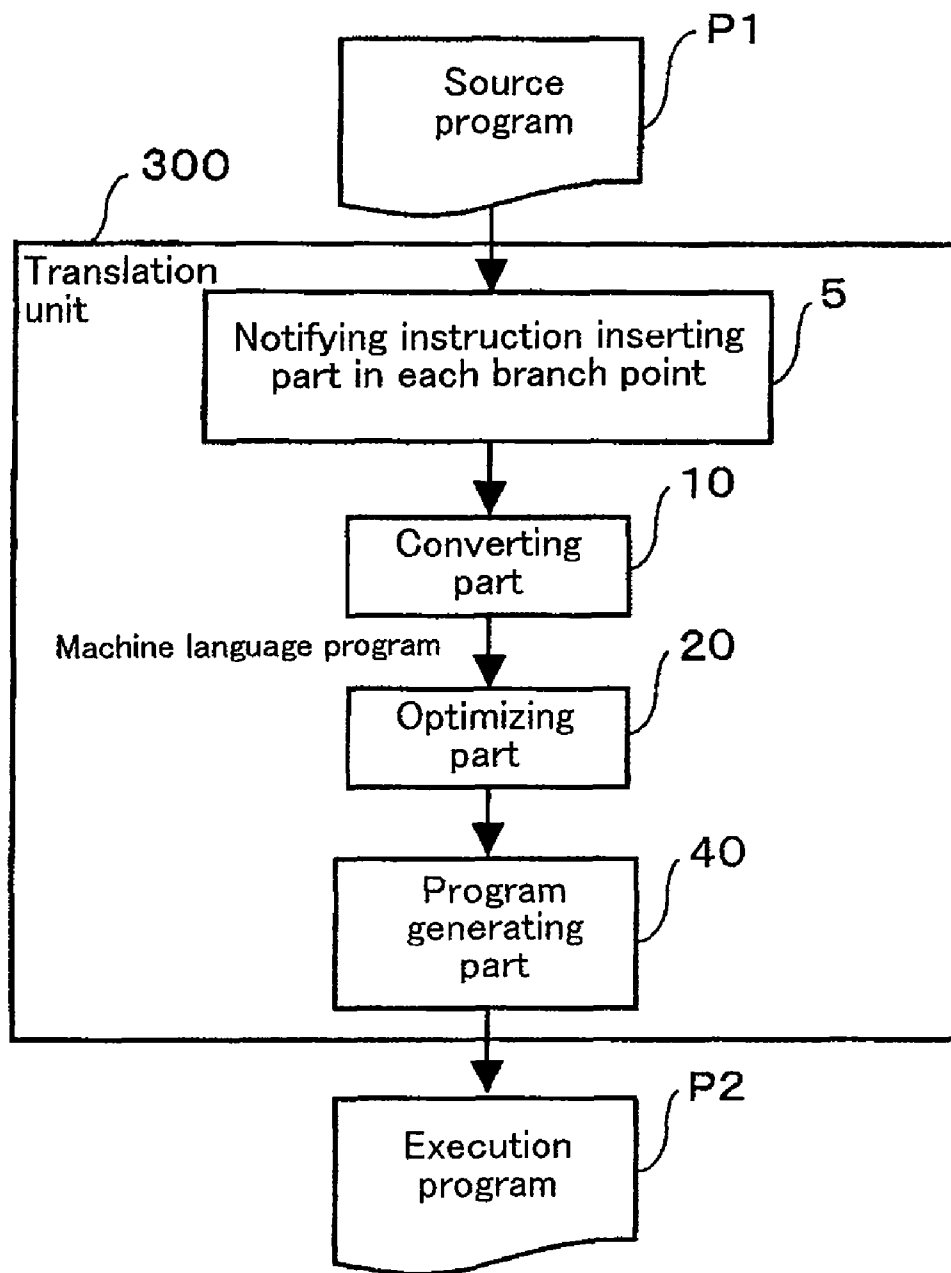 P1
Source
program
300
Translation
unit
5
Notifying instruction inserting
part in each branch point
10
Converting
part
Machine language program
20
Optimizing
part
40
Program
generating
part
P2
Execution
program